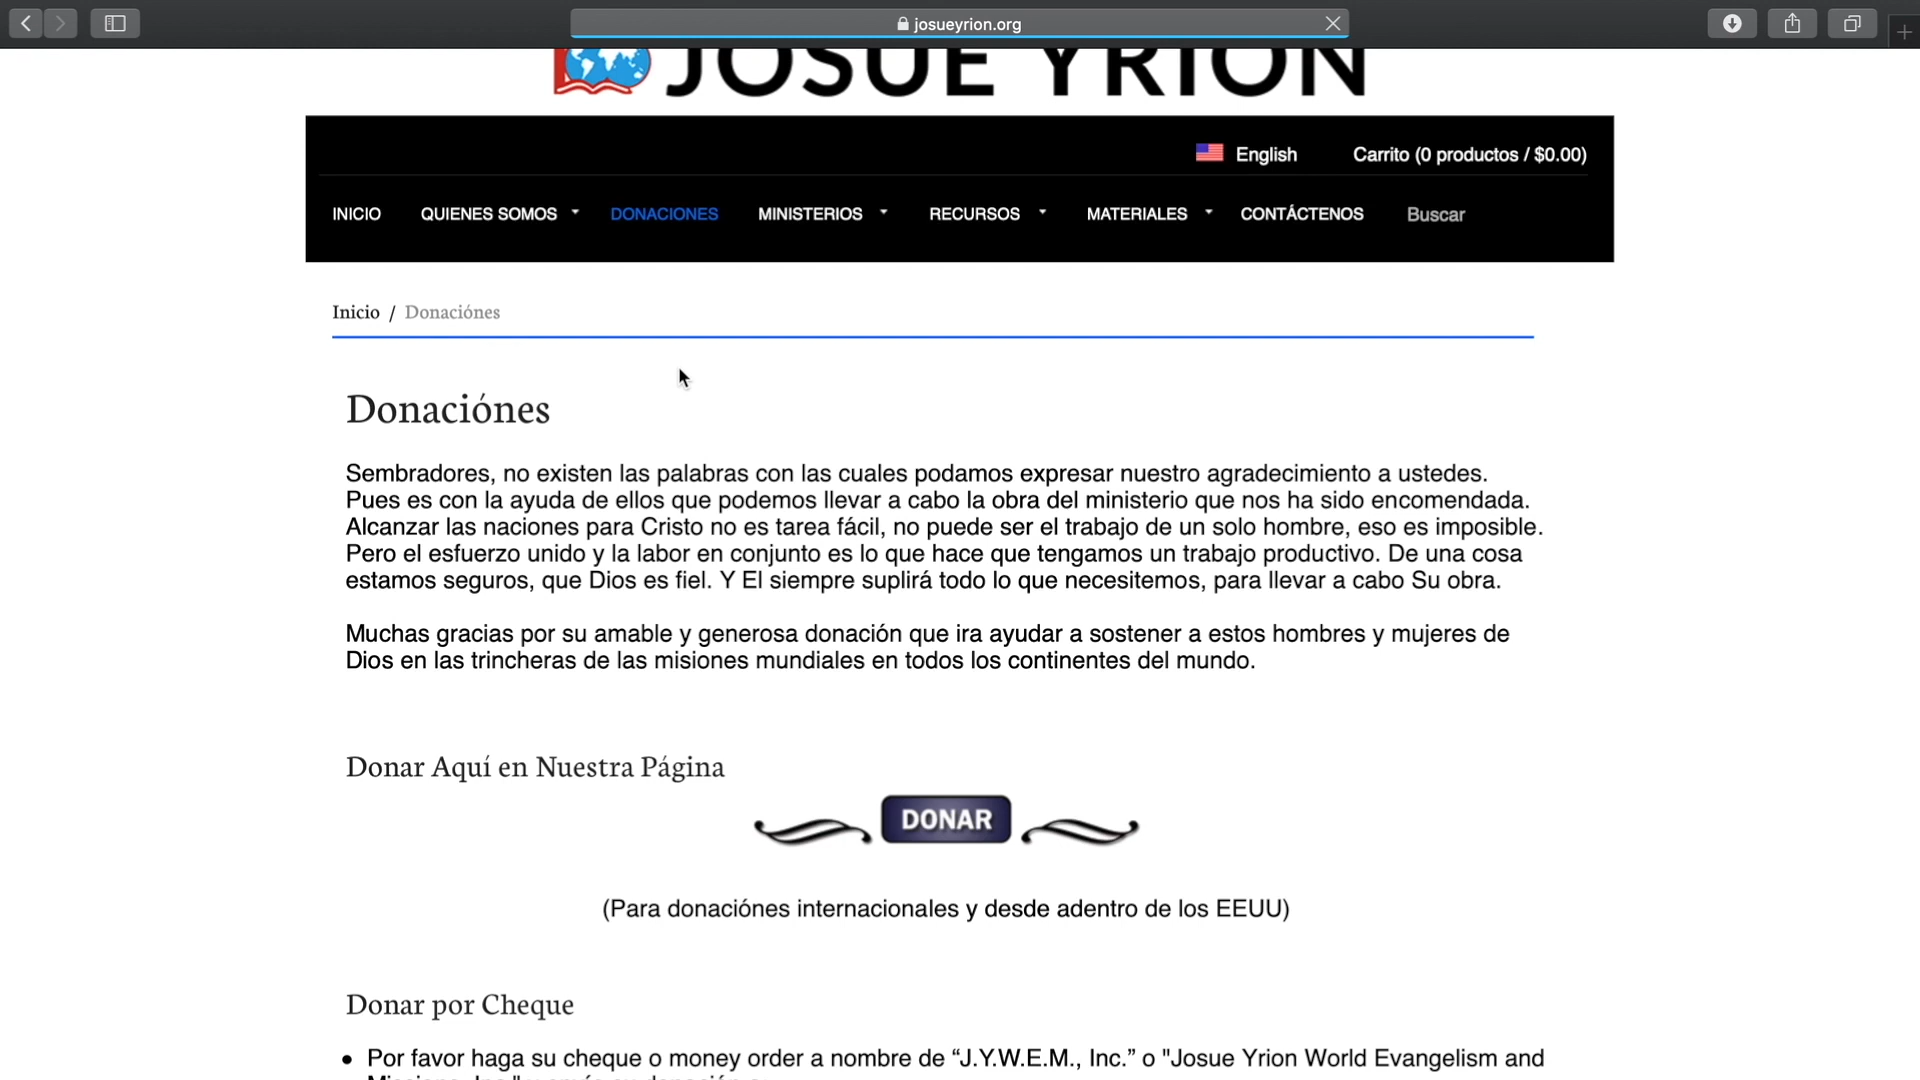 josueyrion.org
JOSUE YRION
English
Carrito (0 productos / $0.00)
INICIO QUIENES SOMOS DONACIONES MINISTERIOS RECURSOS MATERIALES CONTÁCTENOS Buscar
Inicio / Donaciónes
Donaciónes
Sembradores, no existen las palabras con las cuales podamos expresar nuestro agradecimiento a ustedes.
Pues es con la ayuda de ellos que podemos llevar a cabo la obra del ministerio que nos ha sido encomendada.
Alcanzar las naciones para Cristo no es tarea fácil, no puede ser el trabajo de un solo hombre, eso es imposible.
Pero el esfuerzo unido y la labor en conjunto es lo que hace que tengamos un trabajo productivo. De una cosa
estamos seguros, que Dios es fiel. Y El siempre suplirá todo lo que necesitemos, para llevar a cabo Su obra.
Muchas gracias por su amable y generosa donación que ira ayudar a sostener a estos hombres y mujeres de
Dios en las trincheras de las misiones mundiales en todos los continentes del mundo.
Donar Aquí en Nuestra Página
DONAR
(Para donaciónes internacionales y desde adentro de los EEUU)
Donar por Cheque
• Por favor haga su cheque o money order a nombre de “J.Y.W.E.M., Inc.” o "Josue Yrion World Evangelism and